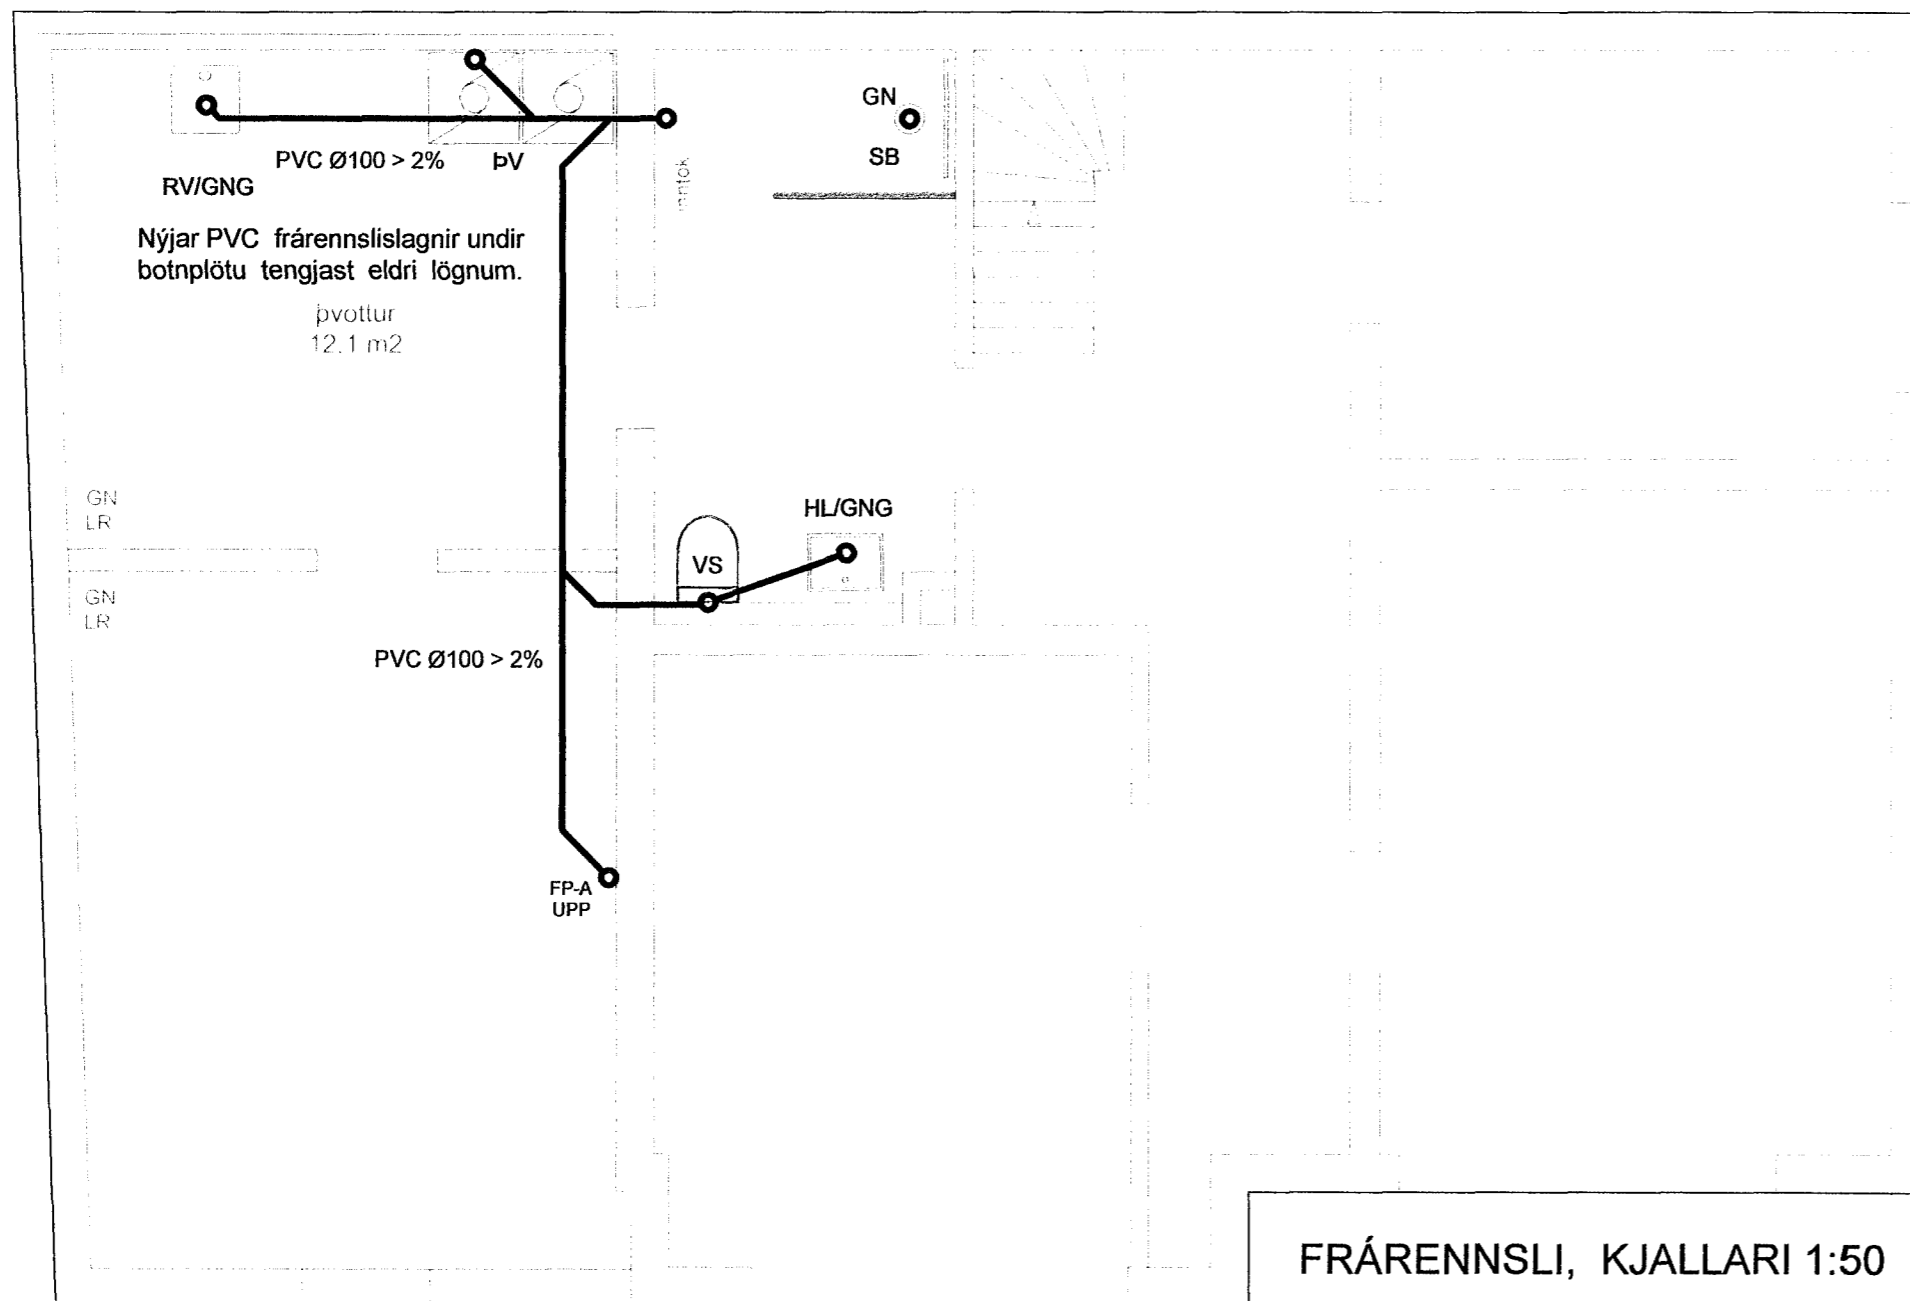 GN
SB
PVC Ø100 > 2%
ÞV
RV/GNG
inntök
Nýjar PVC frárennslislagnir undir
botnplötu tengjast eldri lögnum.
þvottur
12.1 m2
GN
LR
HL/GNG
VS
GN
LR
PVC Ø100 > 2%
FP-A
UPP
FRÁRENNSLI, KJALLARI 1:50